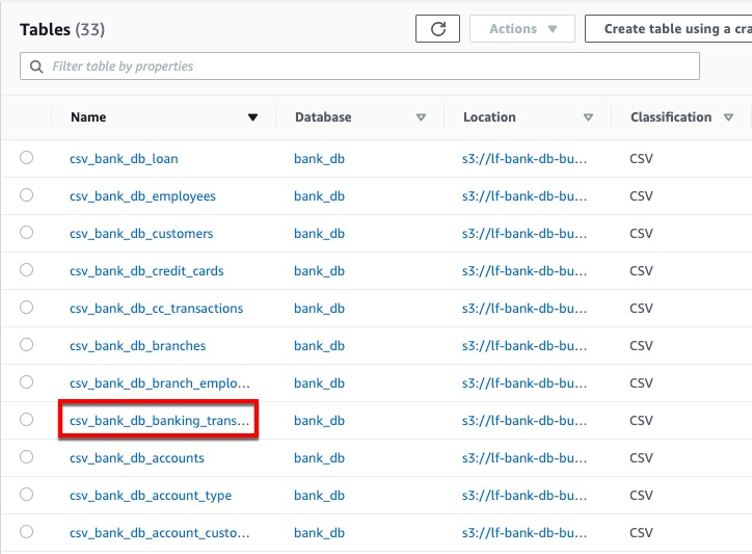 Tables (33)
Actions
Create table using a cra
Filter table by properties
Name Database Location Classification
csv_bank_db_loan bank_db s3://lf-bank-db-bu... CSV
csv_bank_db_employees bank_db s3://lf-bank-db-bu... CSV
csv_bank_db_customers bank_db s3://lf-bank-db-bu... CSV
csv_bank_db_credit_cards bank_db s3://lf-bank-db-bu... CSV
csv_bank_db_cc_transactions bank_db s3://lf-bank-db-bu... CSV
csv_bank_db_branches bank_db s3://lf-bank-db-bu... CSV
csv_bank_db_branch_emplo... bank_db s3://lf-bank-db-bu... CSV
csv_bank_db_banking_trans... bank_db s3://lf-bank-db-bu... CSV
csv_bank_db_accounts bank_db s3://lf-bank-db-bu... CSV
csv_bank_db_account_type bank_db s3://lf-bank-db-bu... CSV
csv_bank_db_account_custo... bank_db s3://lf-bank-db-bu... CSV